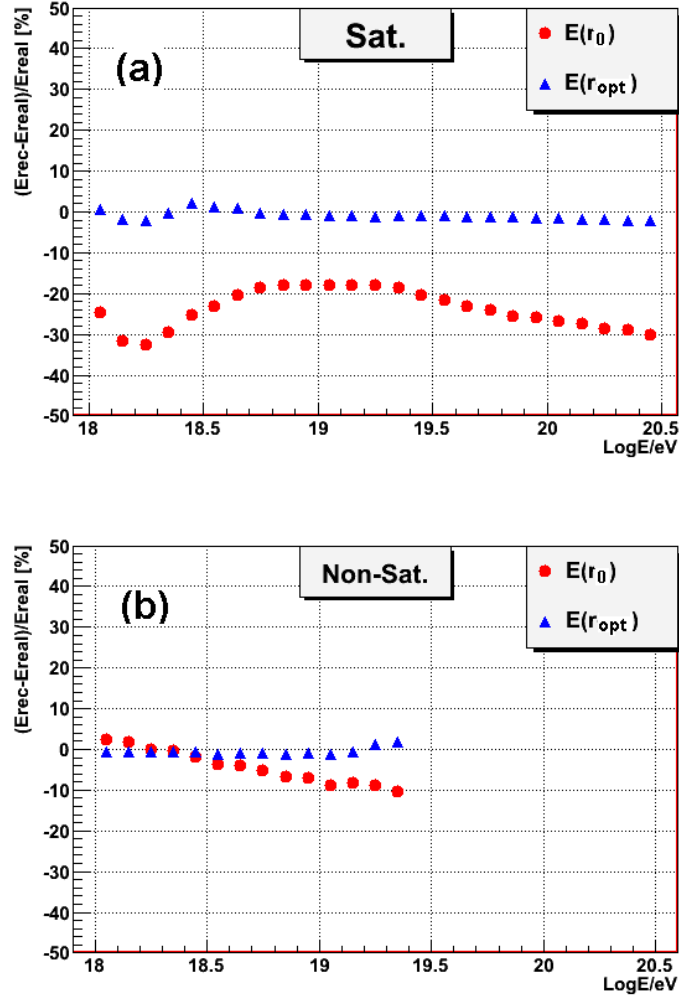 Sat.
E(r0)
E(ropt)
(a)
(Erec-Ereal)/Ereal [%]
50
40
30
20
10
0
-10
-20
-30
-40
-50
18
18.5
19
19.5
20
20.5
LogE/eV
Non-Sat.
E(r0)
E(ropt)
(b)
(Erec-Ereal)/Ereal [%]
50
40
30
20
10
0
-10
-20
-30
-40
-50
18
18.5
19
19.5
20
20.5
LogE/eV